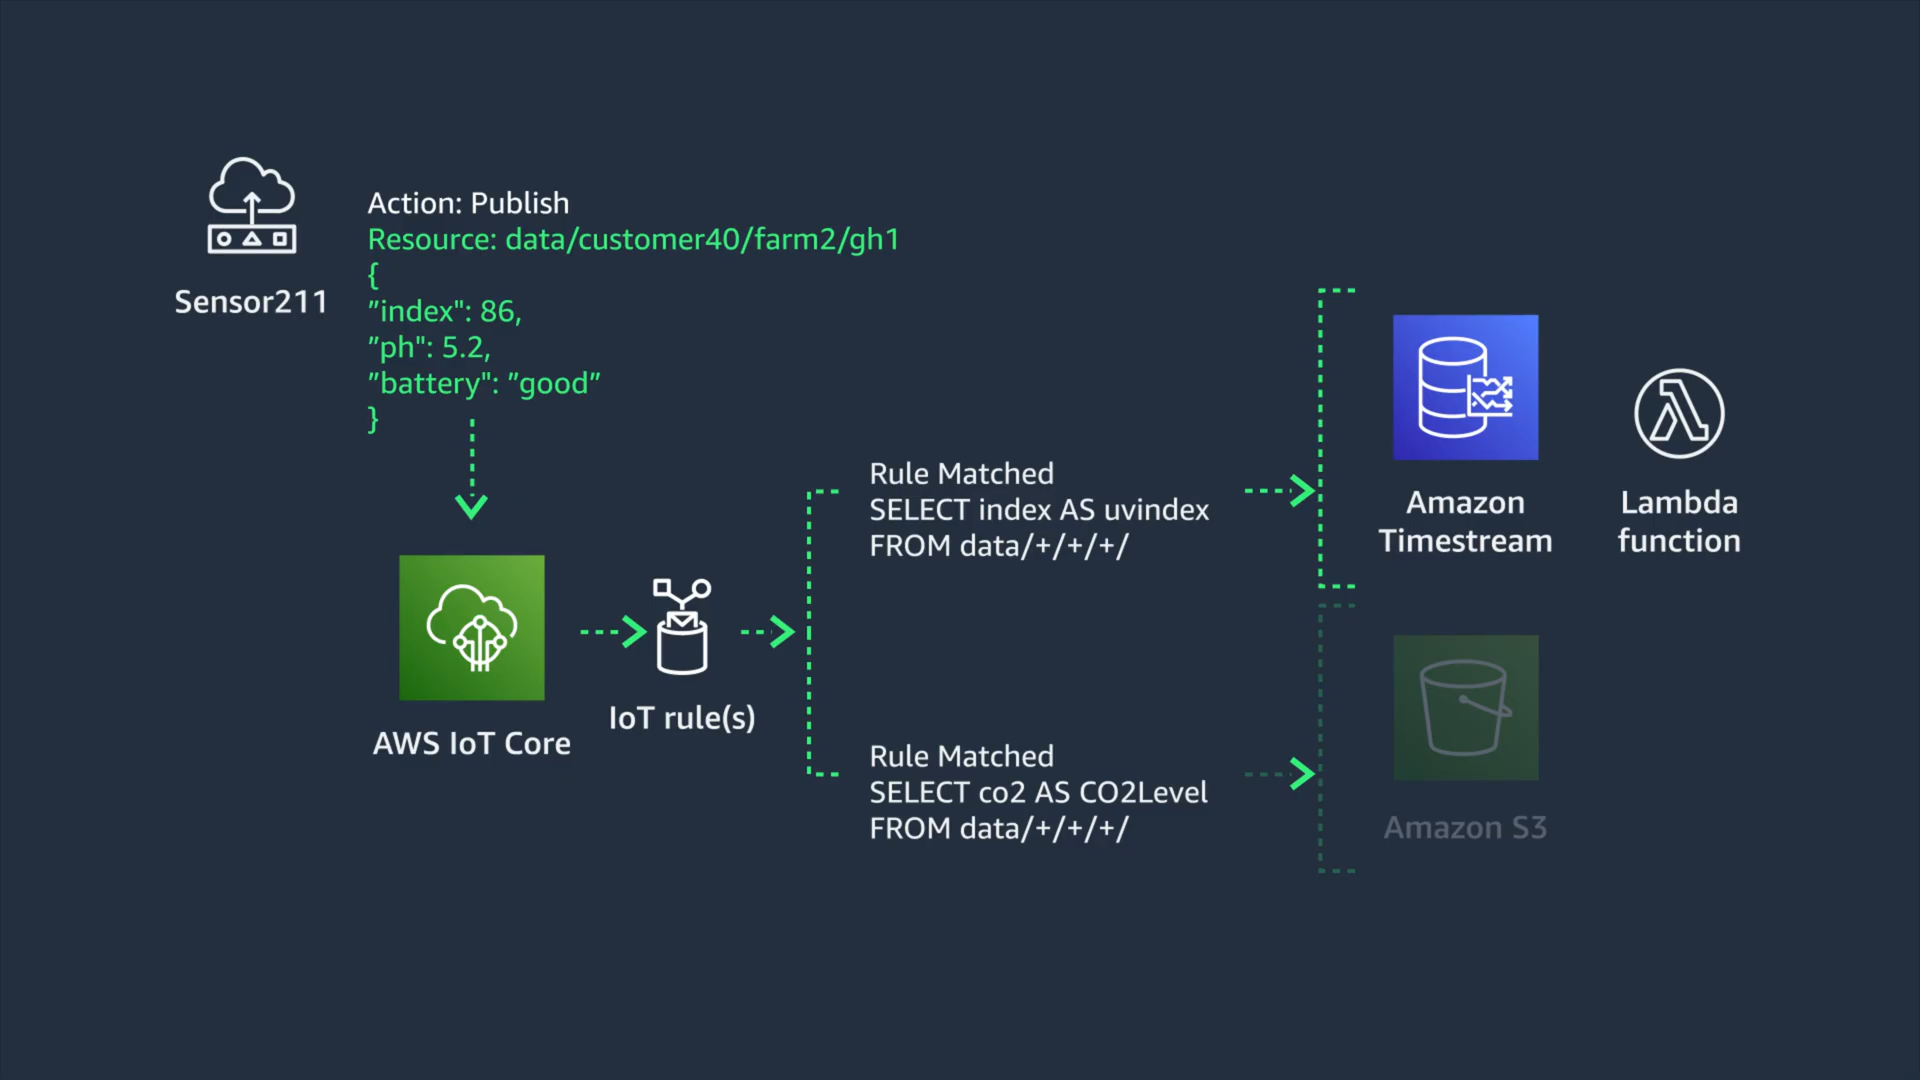 Action: Publish
Resource: data/customer40/farm2/gh1
{
”index": 86,
”ph": 5.2,
”battery": ”good”
}
Sensor211
AWS IoT Core
IoT rule(s)
Rule Matched
SELECT index AS uvindex
FROM data/+/+/+/
Rule Matched
SELECT co2 AS CO2Level
FROM data/+/+/+/
Amazon
Timestream
Lambda
function
Amazon S3